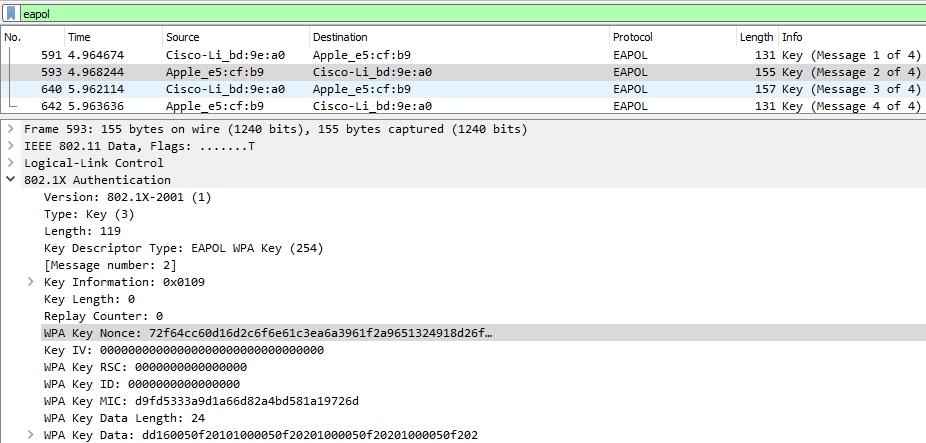 eapol
No. Time Source Destination Protocol Length Info
591 4.964674 Cisco-Li_bd:9e:a0 Apple_e5:cf:b9 EAPOL 131 Key (Message 1 of 4)
593 4.968244 Apple_e5:cf:b9 Cisco-Li_bd:9e:a0 EAPOL 155 Key (Message 2 of 4)
640 5.962114 Cisco-Li_bd:9e:a0 Apple_e5:cf:b9 EAPOL 157 Key (Message 3 of 4)
642 5.963636 Apple_e5:cf:b9 Cisco-Li_bd:9e:a0 EAPOL 131 Key (Message 4 of 4)
Frame 593: 155 bytes on wire (1240 bits), 155 bytes captured (1240 bits)
IEEE 802.11 Data, Flags: .......T
Logical-Link Control
802.1X Authentication
Version: 802.1X-2001 (1)
Type: Key (3)
Length: 119
Key Descriptor Type: EAPOL WPA Key (254)
[Message number: 2]
Key Information: 0x0109
Key Length: 0
Replay Counter: 0
WPA Key Nonce: 72f64cc60d16d2c6f6e61c3ea6a3961f2a9651324918d26f…
Key IV: 00000000000000000000000000000000
WPA Key RSC: 0000000000000000
WPA Key ID: 0000000000000000
WPA Key MIC: d9fd5333a9d1a66d82a4bd581a19726d
WPA Key Data Length: 24
WPA Key Data: dd160050f20101000050f20201000050f20201000050f202